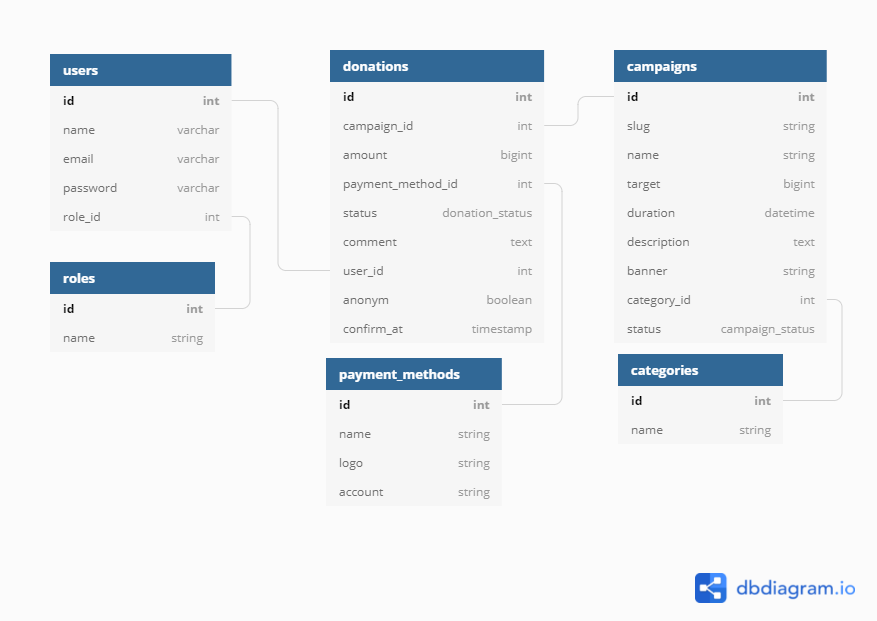 users
id int
name varchar
email varchar
password varchar
role_id int
roles
id int
name string
donations
id int
campaign_id int
amount bigint
payment_method_id int
status donation_status
comment text
user_id int
anonym boolean
confirm_at timestamp
payment_methods
id int
name string
logo string
account string
campaigns
id int
slug string
name string
target bigint
duration datetime
description text
banner string
category_id int
status campaign_status
categories
id int
name string
dbdiagram.io